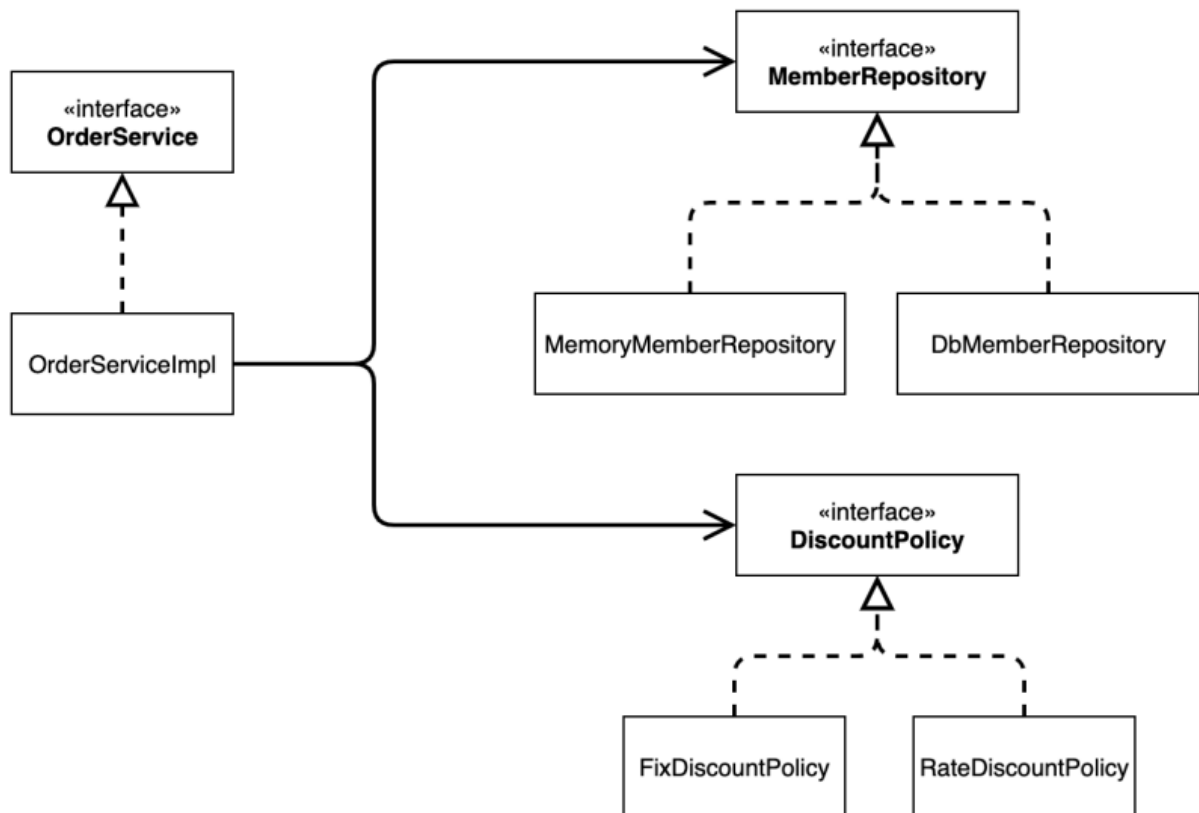 «interface»
MemberRepository
«interface»
OrderService
MemoryMemberRepository
DbMemberRepository
OrderServiceImpl
«interface»
DiscountPolicy
FixDiscountPolicy
RateDiscountPolicy